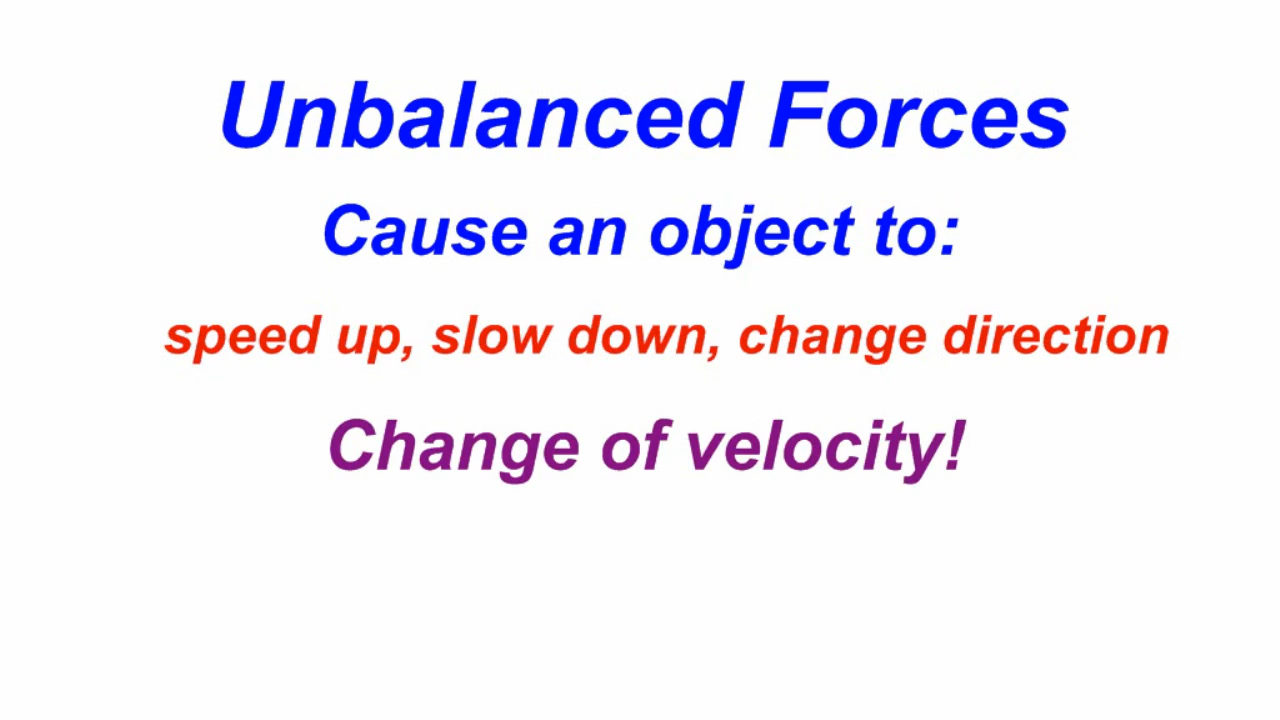 Unbalanced Forces
Cause an object to:
speed up, slow down, change direction
Change of velocity!